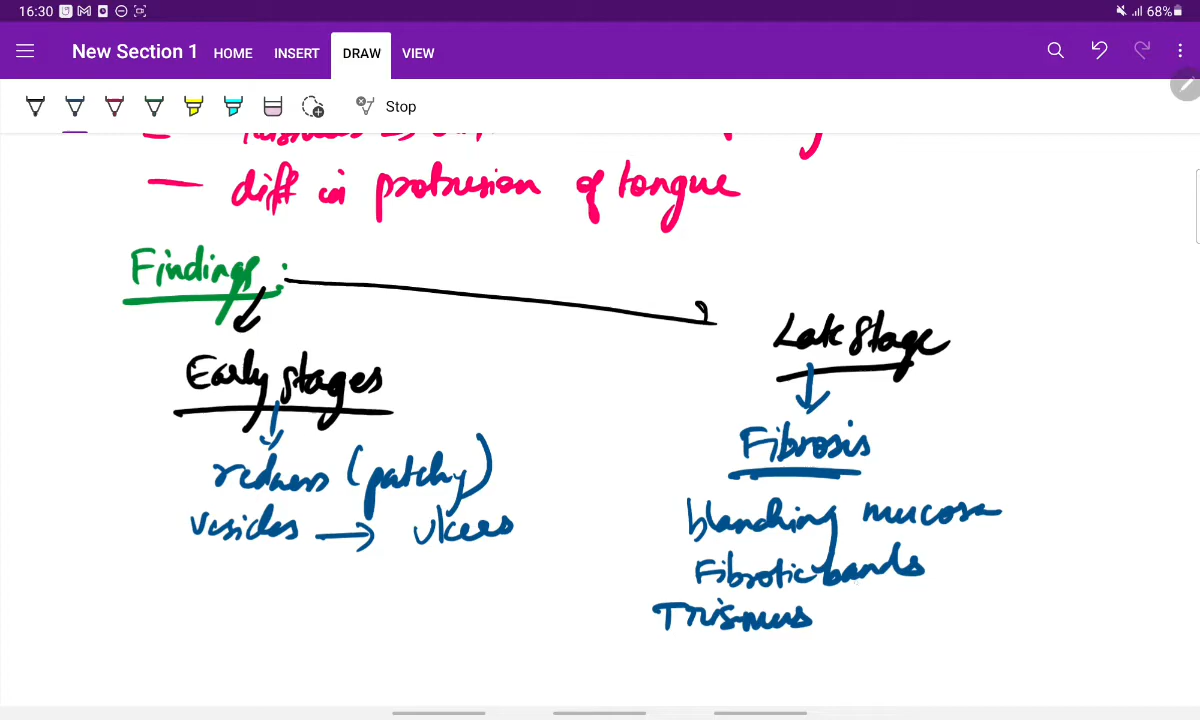 16:30 68%
New Section 1 HOME INSERT DRAW VIEW
Stop
— diff in protrusion of tongue
Findings :
Early stages
redness (patchy)
vesicles → ulcers
Late Stage
Fibrosis
blanching mucosa
Fibrotic bands
Trismus